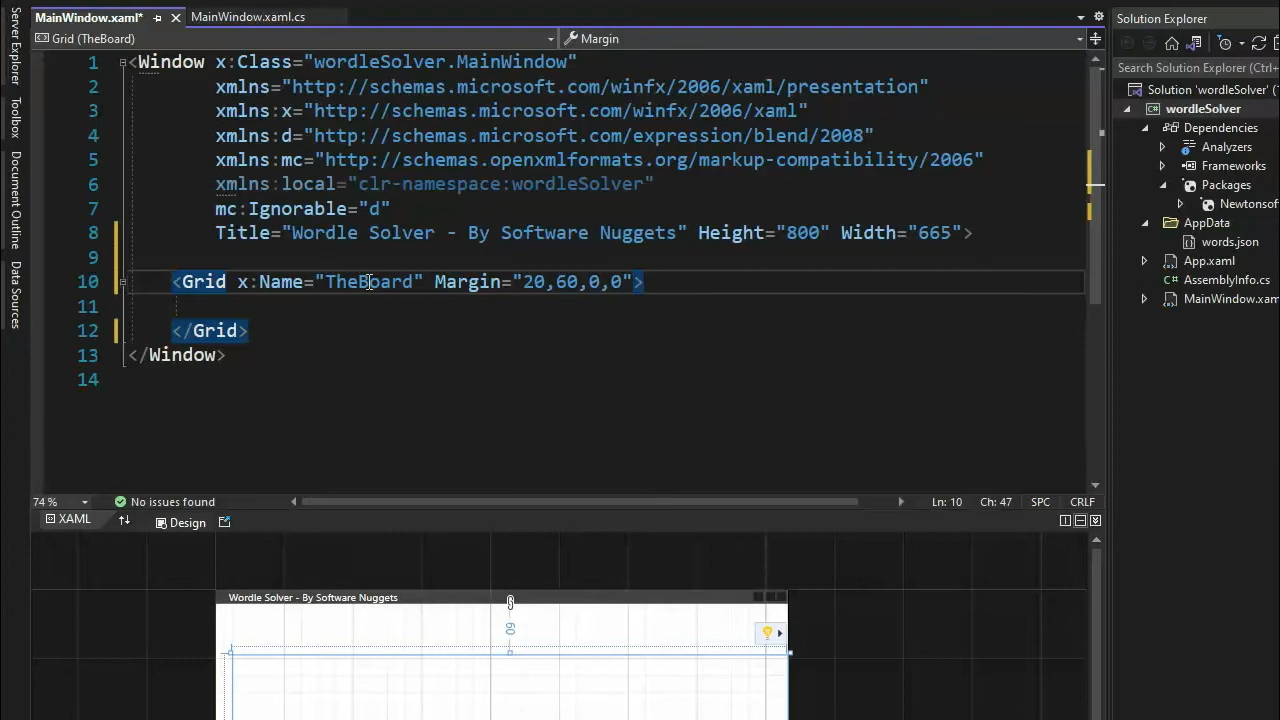 MainWindow.xaml*
MainWindow.xaml.cs
Solution Explorer
Grid (TheBoard)
Margin
Search Solution Explorer (Ctrl+
Server Explorer
Toolbox
Document Outline
Data Sources
1 <Window x:Class="wordleSolver.MainWindow"
2 xmlns="http://schemas.microsoft.com/winfx/2006/xaml/presentation"
3 xmlns:x="http://schemas.microsoft.com/winfx/2006/xaml"
4 xmlns:d="http://schemas.microsoft.com/expression/blend/2008"
5 xmlns:mc="http://schemas.openxmlformats.org/markup-compatibility/2006"
6 xmlns:local="clr-namespace:wordleSolver"
7 mc:Ignorable="d"
8 Title="Wordle Solver - By Software Nuggets" Height="800" Width="665">
9
10 <Grid x:Name="TheBoard" Margin="20,60,0,0">
11
12 </Grid>
13 </Window>
14
Solution 'wordleSolver' (
wordleSolver
Dependencies
Analyzers
Frameworks
Packages
Newtonsof
AppData
words.json
App.xaml
AssemblyInfo.cs
MainWindow.xa
74 %
No issues found
Ln: 10
Ch: 47
SPC
CRLF
XAML
Design
Wordle Solver - By Software Nuggets
60